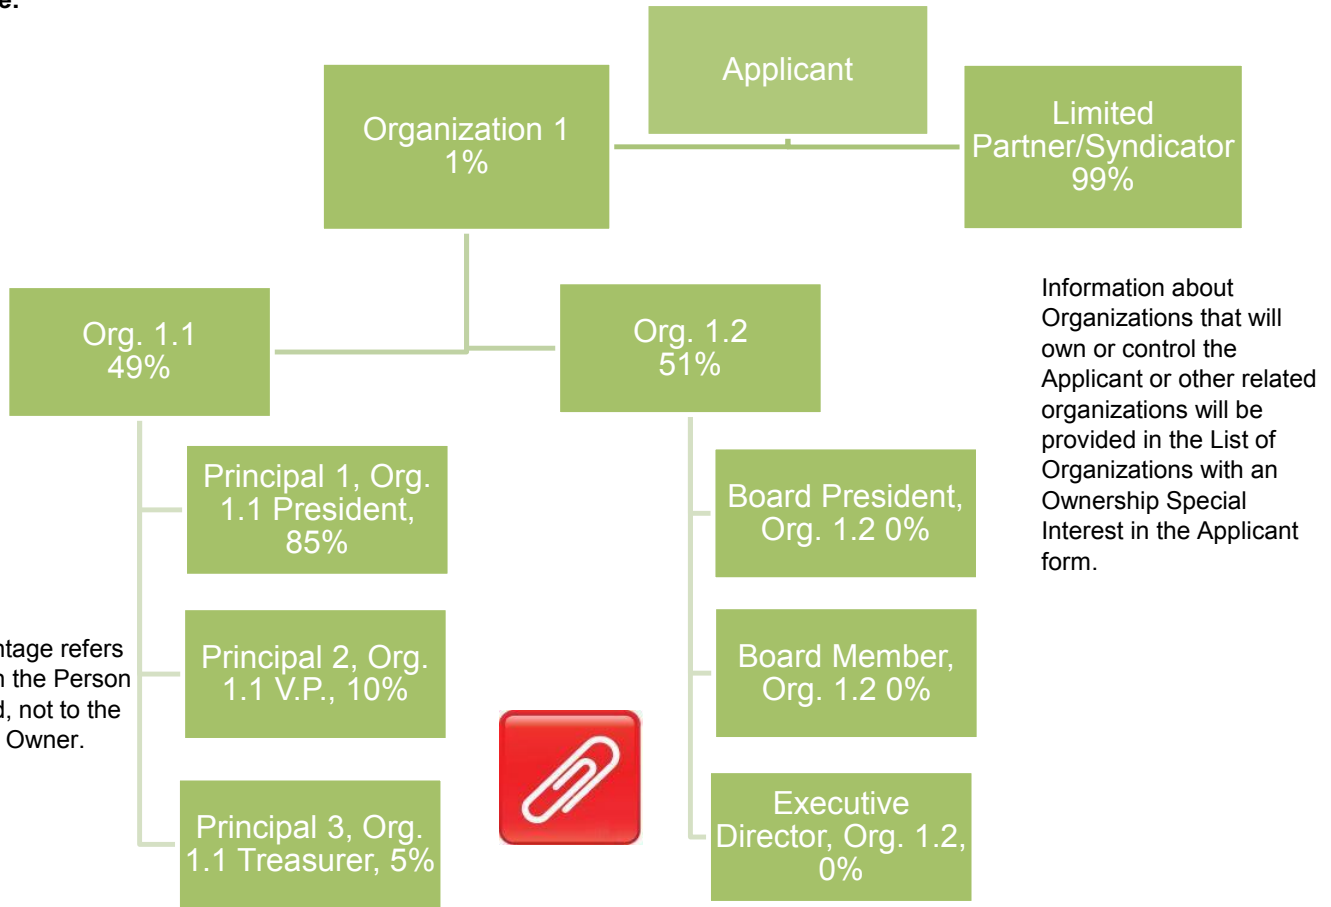 Applicant
Organization 1
1%
Limited
Partner/Syndicator
99%
Org. 1.1
49%
Org. 1.2
51%
Information about
Organizations that will
own or control the
Applicant or other related
organizations will be
provided in the List of
Organizations with an
Ownership Special
Interest in the Applicant
form.
Principal 1, Org.
1.1 President,
85%
Board President,
Org. 1.2 0%
refers
the Person
not to the
Owner.
Principal 2, Org.
1.1 V.P., 10%
Board Member,
Org. 1.2 0%
Principal 3, Org.
1.1 Treasurer, 5%
Executive
Director, Org. 1.2,
0%